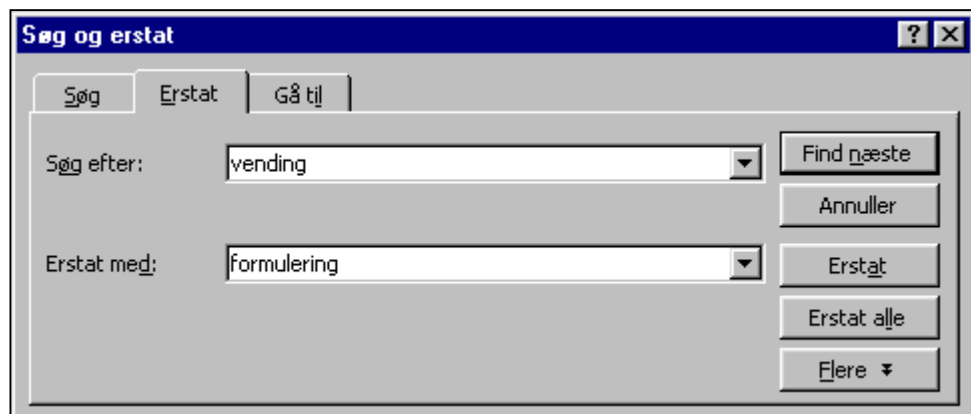 Søg og erstat
Søg Erstat Gå til
Søg efter: vending Find næste
Annuller
Erstat med: formulering Erstat
Erstat alle
Flere